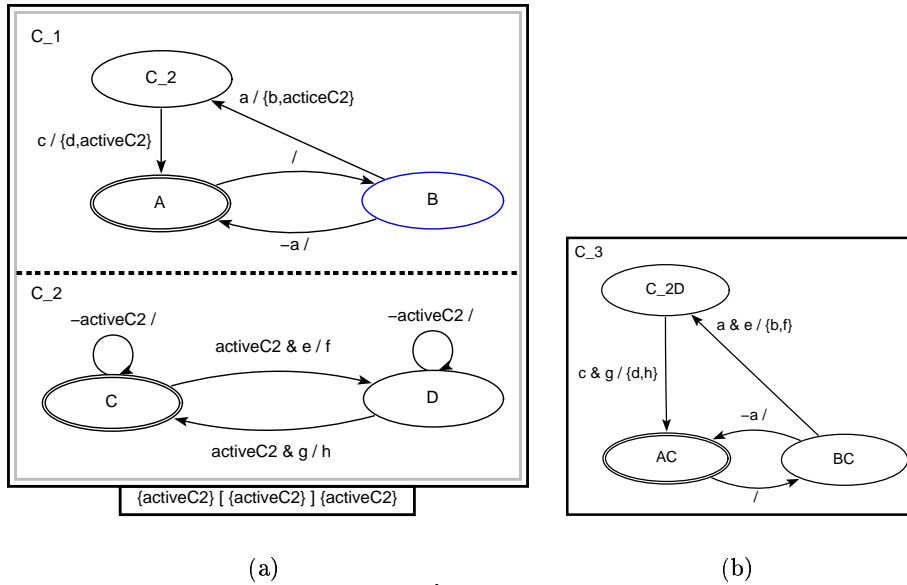 C_1
C_2
a / {b,acticeC2}
c / {d,activeC2}
/
A
B
–a /
C_2
–activeC2 /
–activeC2 /
activeC2 & e / f
C
D
activeC2 & g / h
{activeC2} [ {activeC2} ] {activeC2}
(a)
C_3
C_2D
a & e / {b,f}
c & g / {d,h}
–a /
AC
BC
/
(b)